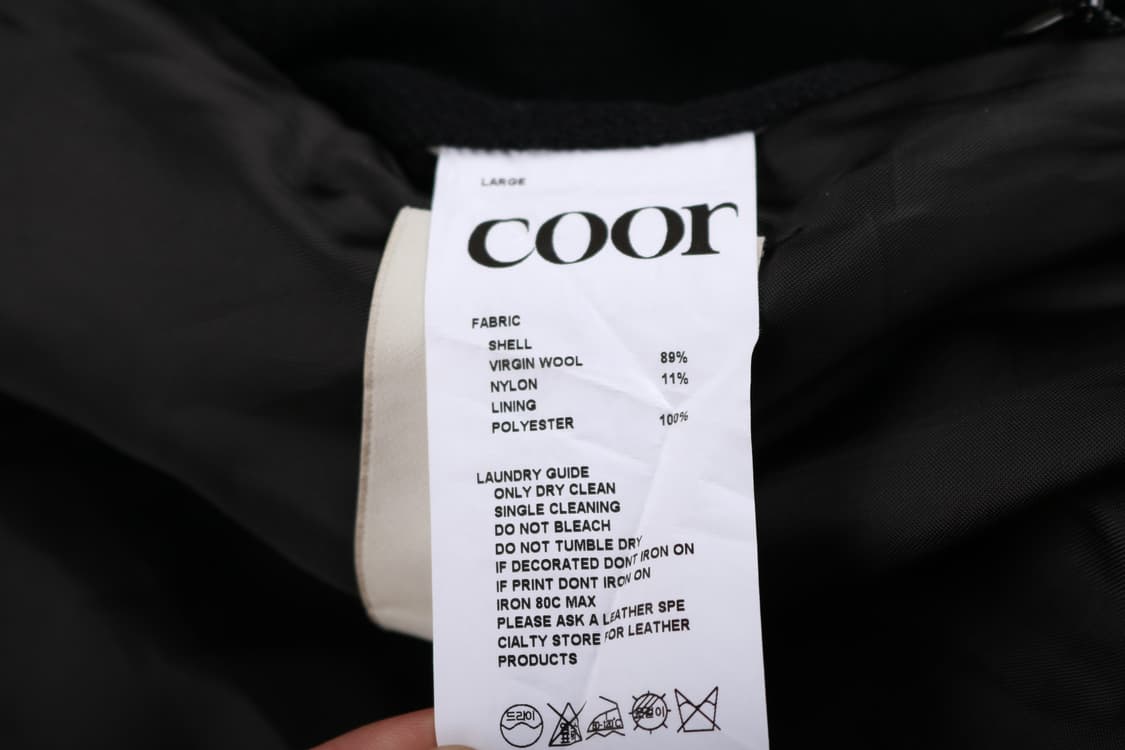 LARGE
coor
FABRIC
SHELL
VIRGIN WOOL 89%
NYLON 11%
LINING
POLYESTER 100%
LAUNDRY GUIDE
ONLY DRY CLEAN
SINGLE CLEANING
DO NOT BLEACH
DO NOT TUMBLE DRY
IF DECORATED DONT IRON ON
IF PRINT DONT IRON ON
IRON 80C MAX
PLEASE ASK A LEATHER SPE
CIALTY STORE FOR LEATHER
PRODUCTS
드라이